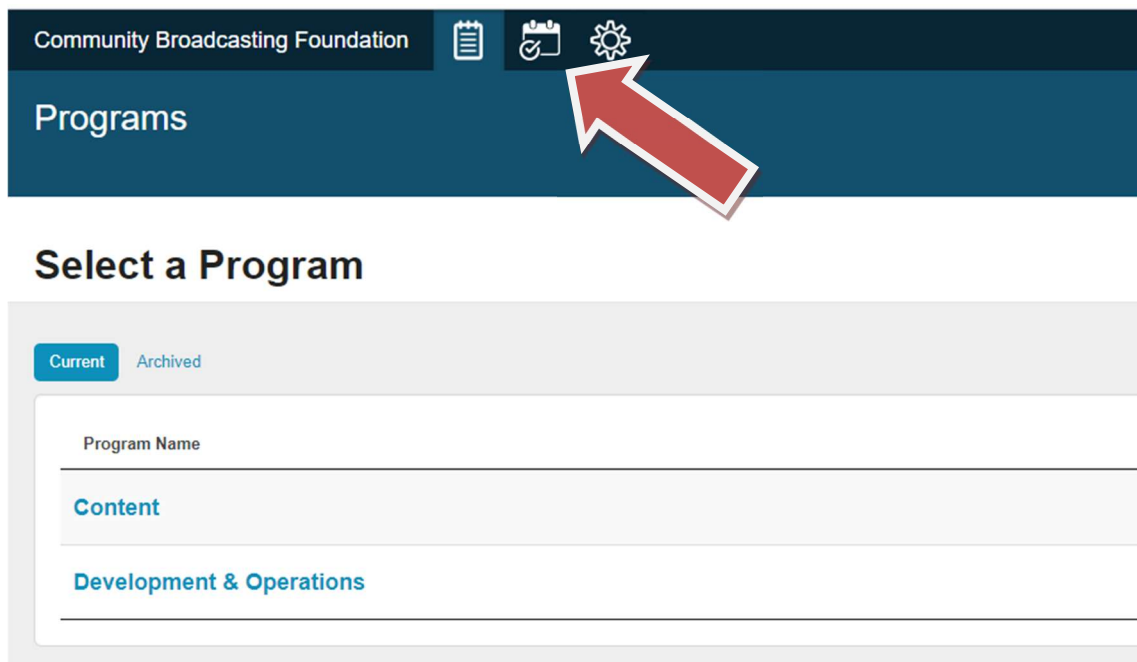 Community Broadcasting Foundation
Programs
Select a Program
Current Archived
Program Name
Content
Development & Operations